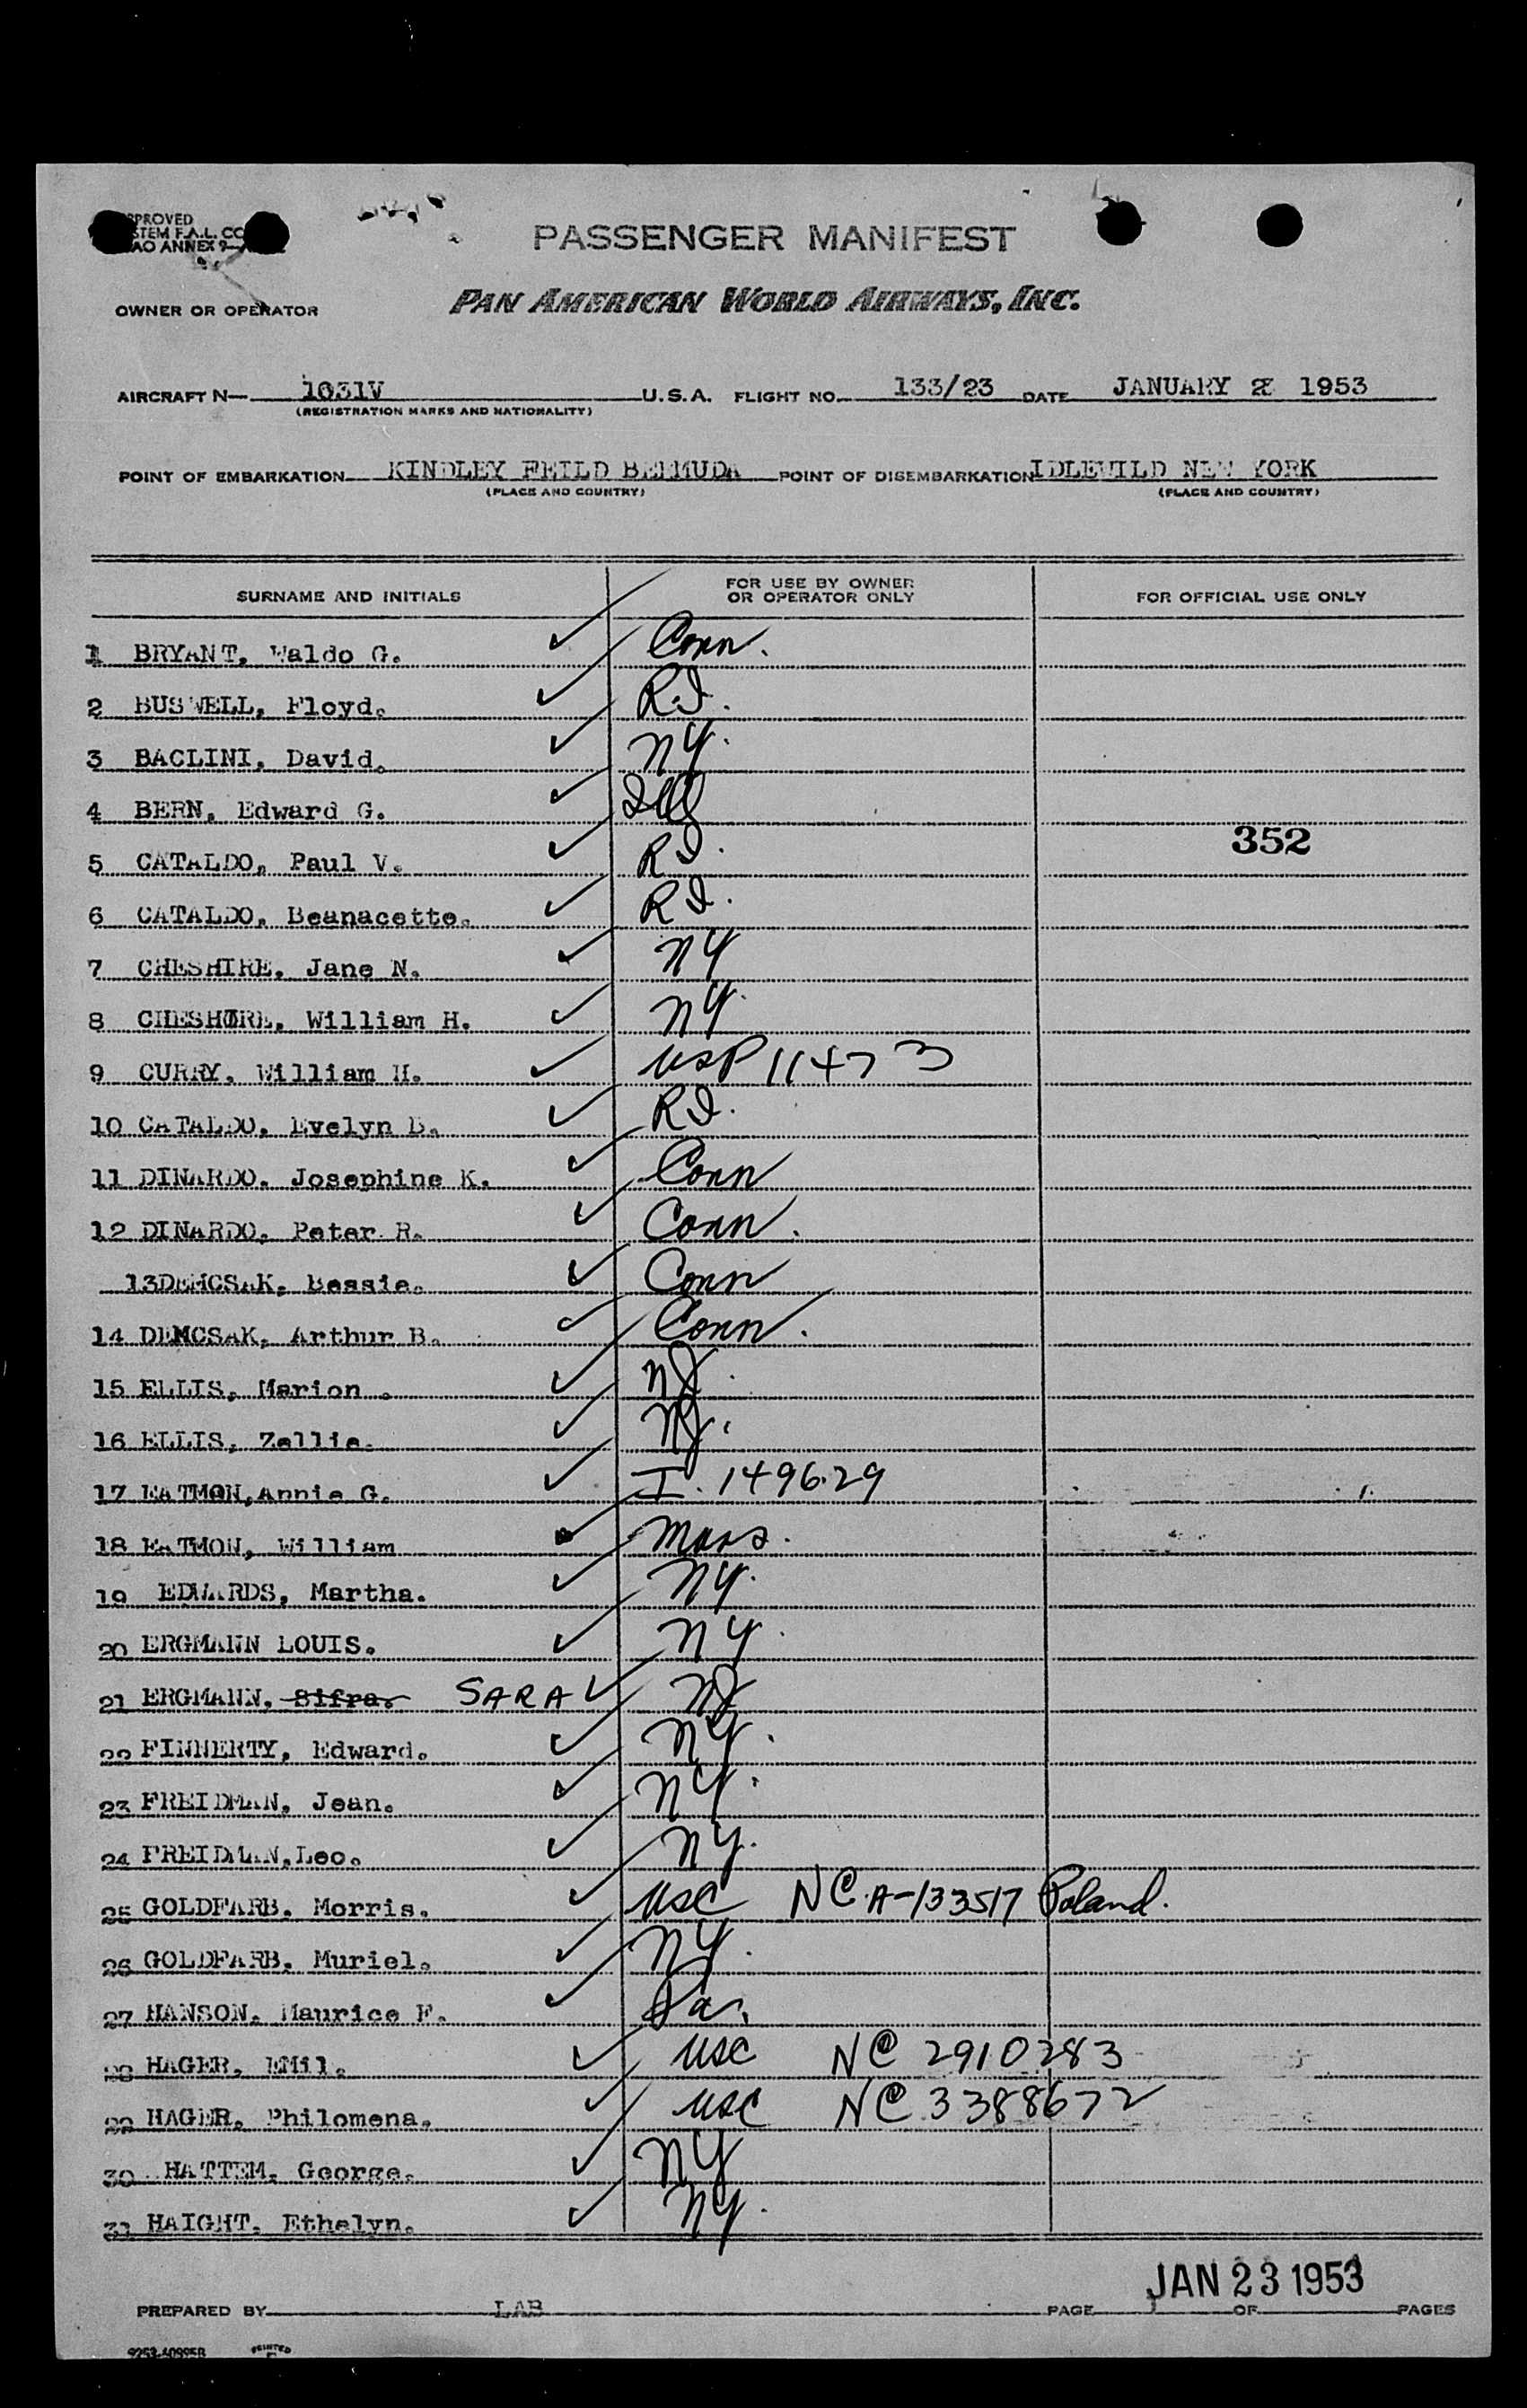 PASSENGER MANIFEST
OWNER OR OPERATOR PAN AMERICAN WORLD AIRWAYS, INC.
AIRCRAFT N— 1031V U.S.A. FLIGHT NO. 133/23 DATE JANUARY 1953
(REGISTRATION MARKS AND NATIONALITY)
POINT OF EMBARKATION KINDLEY FEILD BERMUDA POINT OF DISEMBARKATION IDLEWILD NEW YORK
(PLACE AND COUNTRY) (PLACE AND COUNTRY)
SURNAME AND INITIALS FOR USE BY OWNER OR OPERATOR ONLY FOR OFFICIAL USE ONLY
1 BRYANT, Waldo G. ✓ Conn.
2 BUSWELL, Floyd. ✓ R.I.
3 BACLINI, David. ✓ NY.
4 BERN, Edward G. ✓ Ill
352
5 CATALDO, Paul V. ✓ RI.
6 CATALDO, Beanacette. ✓ RI.
7 CHESHIRE, Jane N. ✓ NY
8 CHESHIRE, William H. ✓ NY.
9 CURRY, William H. ✓ USP 11473
10 CATALDO, Evelyn B. ✓ RI.
11 DINARDO, Josephine K. ✓ Conn
12 DINARDO, Peter R. ✓ Conn.
13 DEMCSAK, Bessie. ✓ Conn
14 DEMCSAK, Arthur B. ✓ Conn.
15 ELLIS, Marion . ✓ NJ.
16 ELLIS, Zellie. ✓ NJ.
17 EATMON, Annie G. ✓ I. 149629
18 EATMON, William ✓ Mass.
19 EDWARDS, Martha. ✓ NY.
20 ERGMANN LOUIS. ✓ NY.
21 ERGMANN, Sifra. SARA ✓ NY
22 FINNERTY, Edward. ✓ NY.
23 FREIDMAN, Jean. ✓ NY.
24 FREIDMAN, Leo. ✓ NY.
25 GOLDFARB, Morris. ✓ USC NC A-133517 Poland.
26 GOLDFARB, Muriel. ✓ NY.
27 HANSON, Maurice F. ✓ Pa.
28 HAGER, EMil. ✓ USC NC 2910283
29 HAGER, Philomena. ✓ USC NC 3388672
30 HATTEM, George. ✓ NY
31 HAIGHT, Ethelyn. ✓ NY.
JAN 23 1953
PREPARED BY LAB PAGE 1 OF PAGES